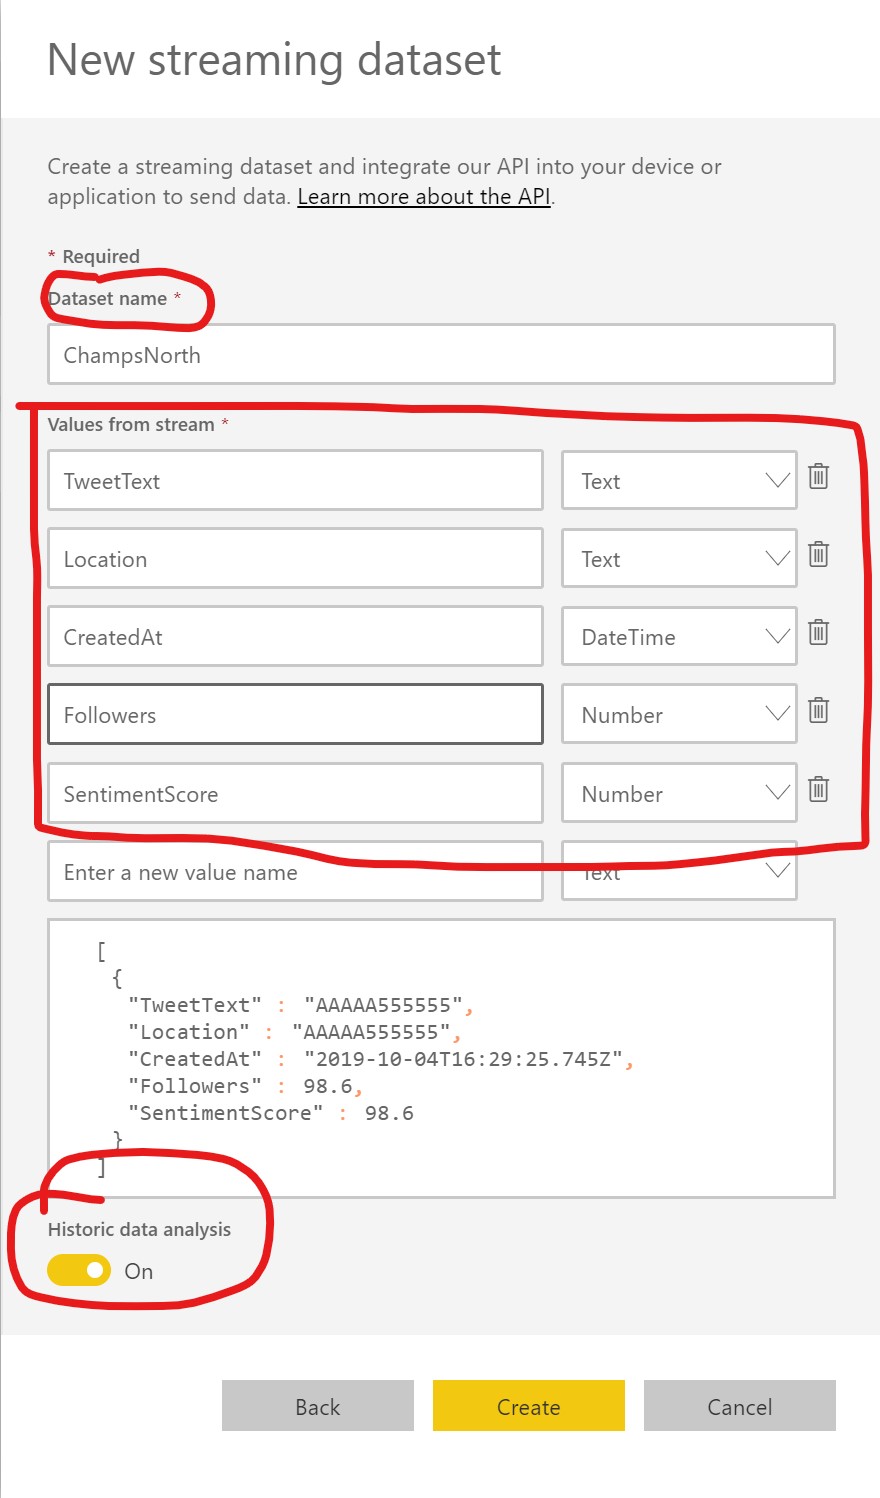 New streaming dataset
Create a streaming dataset and integrate our API into your device or
application to send data. Learn more about the API.
* Required
Dataset name *
ChampsNorth
Values from stream *
TweetText Text
Location Text
CreatedAt DateTime
Followers Number
SentimentScore Number
Enter a new value name Text
[
{
"TweetText" : "AAAAA555555",
"Location" : "AAAAA555555",
"CreatedAt" : "2019-10-04T16:29:25.745Z",
"Followers" : 98.6,
"SentimentScore" : 98.6
}
]
Historic data analysis
On
Back Create Cancel